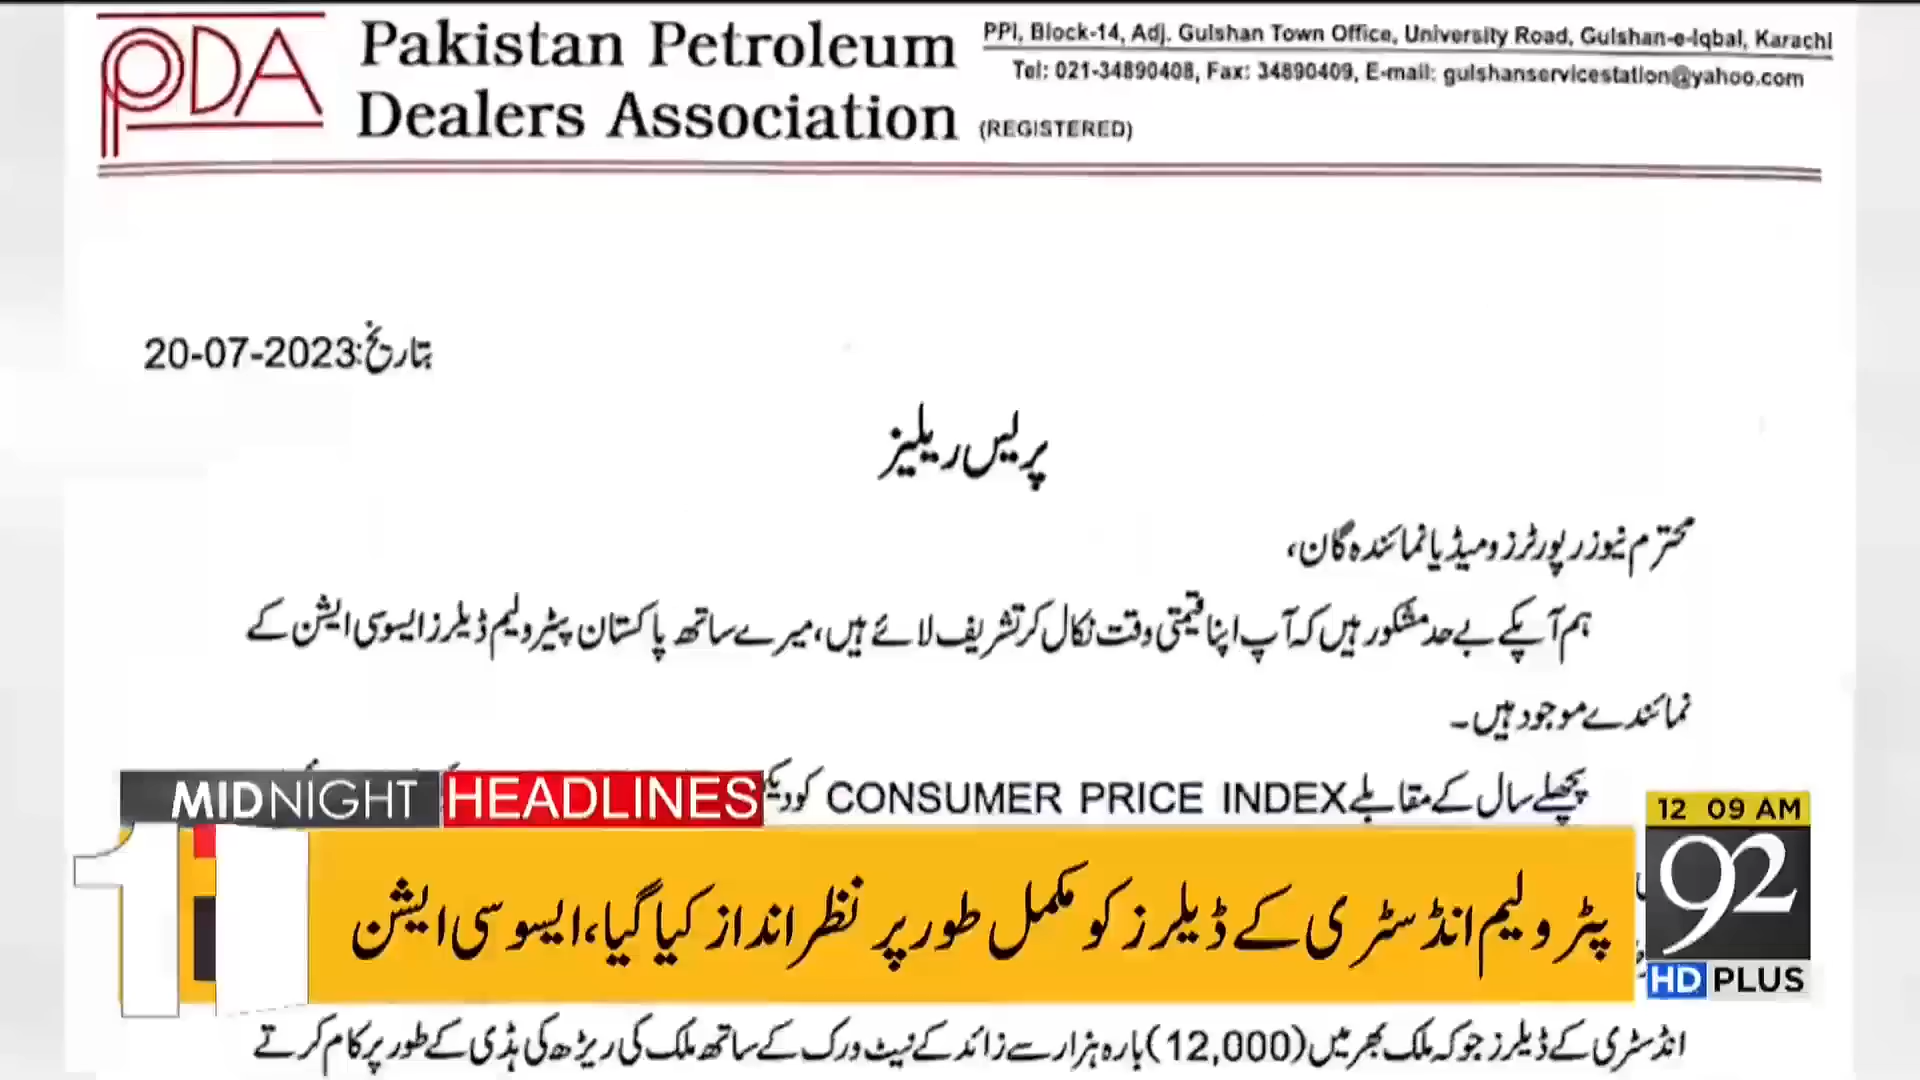 PPDA
Pakistan Petroleum
Dealers Association
(REGISTERED)
PPI, Block-14, Adj. Gulshan Town Office, University Road, Gulshan-e-Iqbal, Karachi
Tel: 021-34890408, Fax: 34890409, E-mail: gulshanservicestation@yahoo.com
بتاریخ:20-07-2023
پریس ریلیز
محترم نیوز رپورٹرز و میڈیا نمائندہ گان،
ہم آپکے بے حد مشکور ہیں کہ آپ اپنا قیمتی وقت نکال کر تشریف لائے ہیں، میرے ساتھ پاکستان پیٹرولیم ڈیلرز ایسوسی ایشن کے
نمائندے موجود ہیں۔
پچھلے سال کے مقابلے CONSUMER PRICE INDEX کو
MIDNIGHT HEADLINES
12 09 AM
پٹرولیم انڈسٹری کے ڈیلرز کو مکمل طور پر نظر انداز کیا گیا، ایسوسی ایشن
92
HD PLUS
انڈسٹری کے ڈیلرز جو کہ ملک بھر میں (12,000) بارہ ہزار سے زائد کے نیٹ ورک کے ساتھ ملک کی ریڑھ کی ہڈی کے طور پر کام کرتے